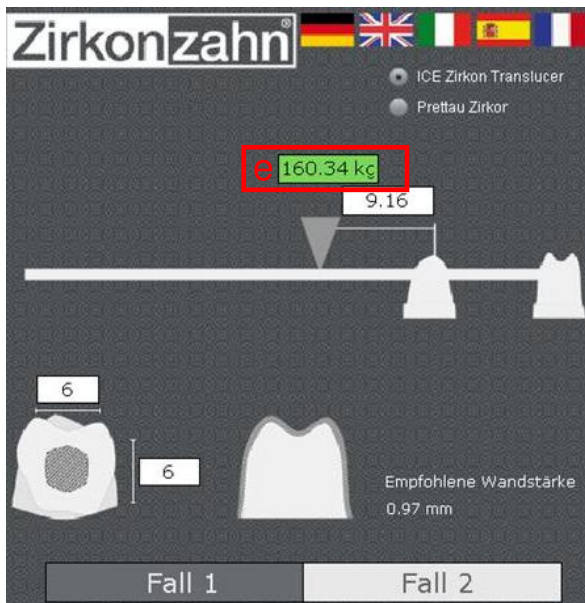 Zirkonzahn®
ICE Zirkon Translucer
Prettau Zirkor
e 160.34 kg
9.16
6
6
Empfohlene Wandstärke
0.97 mm
Fall 1
Fall 2